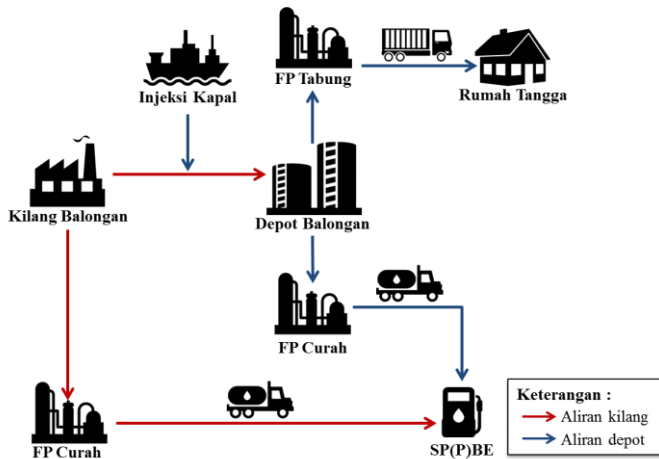 FP Tabung
Injeksi Kapal
Rumah Tangga
Kilang Balongan
Depot Balongan
FP Curah
FP Curah
SP(P)BE
Keterangan :
Aliran kilang
Aliran depot